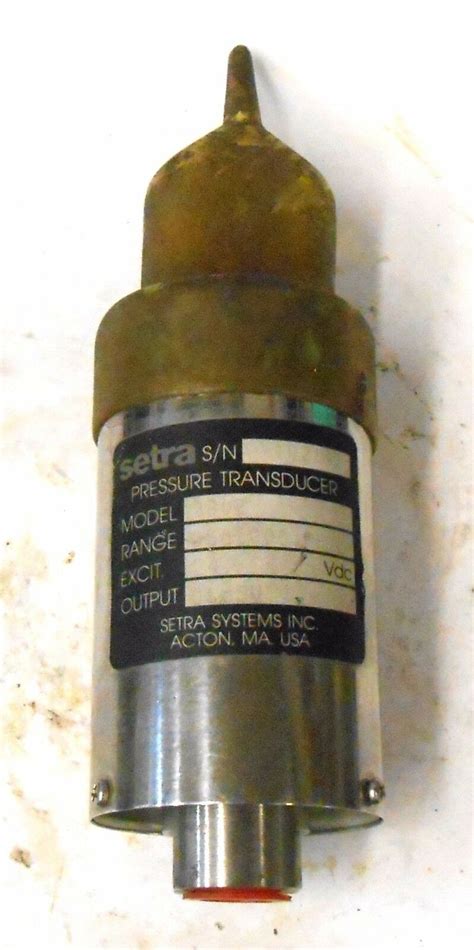 setra S/N
PRESSURE TRANSDUCER
MODEL
RANGE
EXCIT. Vdc
OUTPUT
SETRA SYSTEMS INC.
ACTON, MA. USA